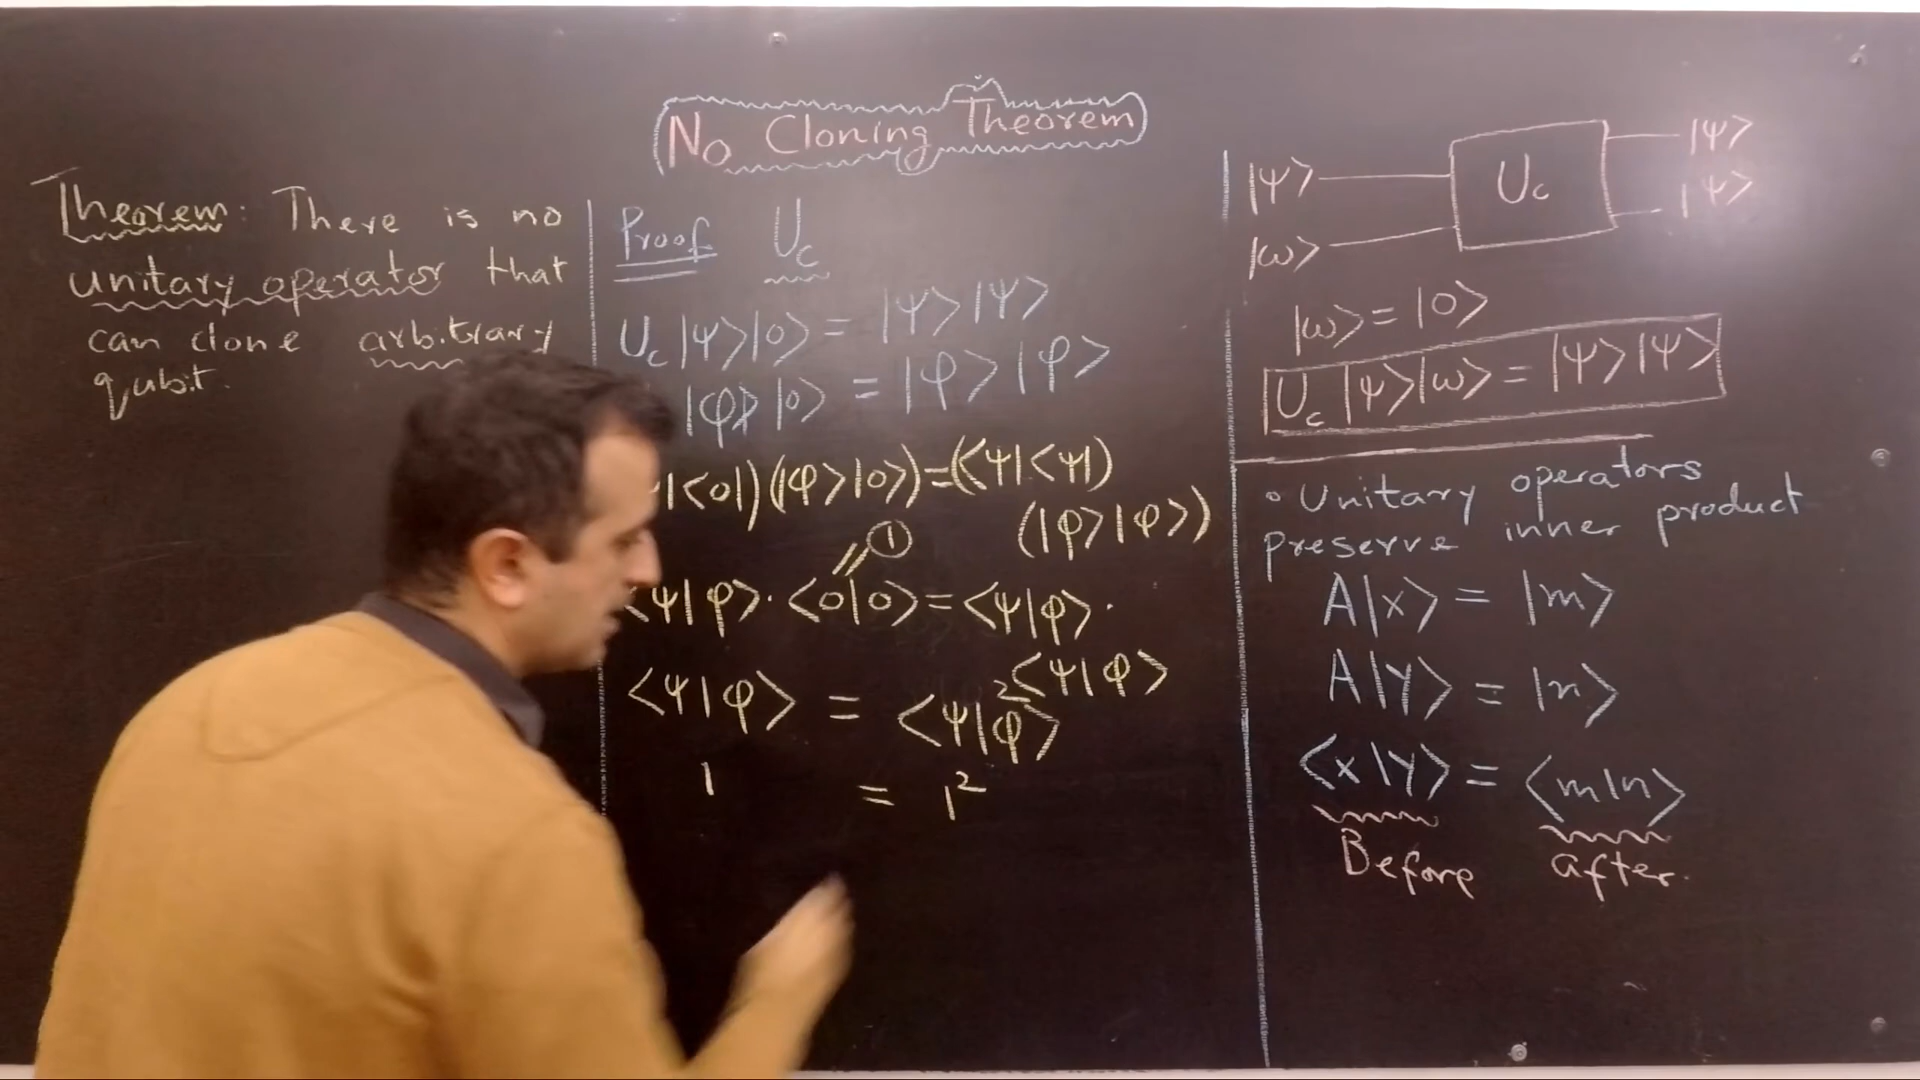 No Cloning Theorem
Theorem: There is no
unitary operator that
can clone arbitrary
qubit.
Proof U_c
U_c |ψ>|0> = |ψ>|ψ>
|φ>|0> = |φ>|φ>
|<0|)(|φ>|0>)=(<ψ|<ψ|)
(|φ>|φ>)
1
<ψ|φ>·<0|0>=<ψ|φ>·
<ψ|φ>
<ψ|φ> = <ψ|φ>²
1 = 1²
|ψ> U_c |ψ>
|ω> |ψ>
|ω>=|0>
U_c |ψ>|ω> = |ψ>|ψ>
∘ Unitary operators
preserve inner product
A|x> = |m>
A|y> = |n>
<x|y> = <m|n>
Before after.